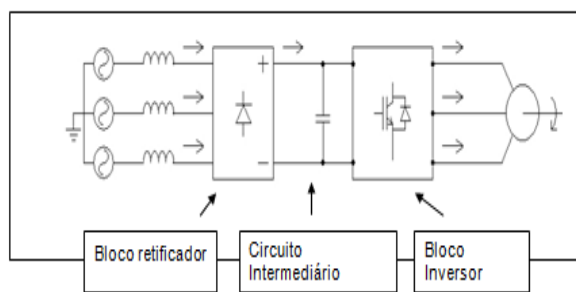 +
−
Bloco retificador
Circuito
Intermediário
Bloco
Inversor